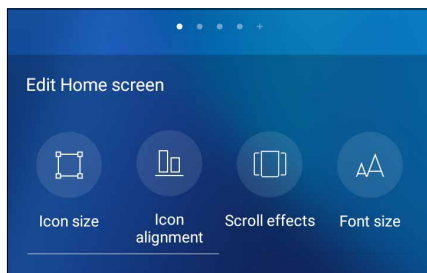 Edit Home screen
Icon size
Icon
alignment
Scroll effects
Font size